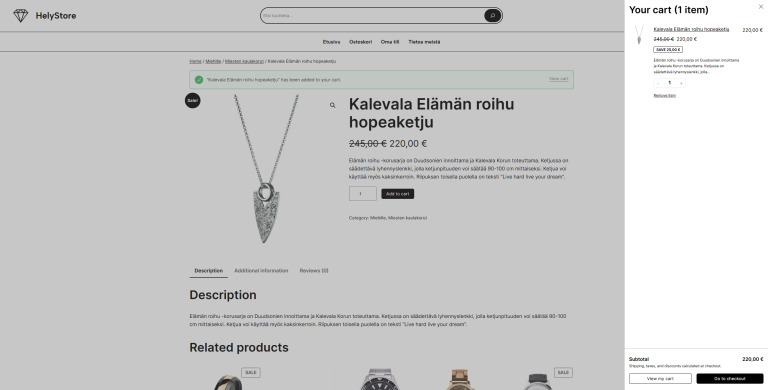 HelyStore
Etusivu Ostoskori Oma tili Tietoa meistä
Home / Miehille / Miesten kaulakorut / Kalevala Elämän roihu hopeaketju
"Kalevala Elämän roihu hopeaketju" has been added to your cart.
View cart
Sale!
Kalevala Elämän roihu
hopeaketju
245,00 € 220,00 €
Elämän roihu -korusarja on Duudsonien innoittama ja Kalevala Korun toteuttama. Ketjussa on
säädettävä lyhennyslenkki, jolla ketjunpituuden voi säätää 90-100 cm mittaiseksi. Ketjua voi
käyttää myös kaksinkerroin. Riipuksen toisella puolella on teksti "Live hard live your dream".
1
Add to cart
Category: Miehille, Miesten kaulakorut
Description Additional information Reviews (0)
Description
Elämän roihu -korusarja on Duudsonien innoittama ja Kalevala Korun toteuttama. Ketjussa on säädettävä lyhennyslenkki, jolla ketjunpituuden voi säätää 90-100
cm mittaiseksi. Ketjua voi käyttää myös kaksinkerroin. Riipuksen toisella puolella on teksti "Live hard live your dream".
Related products
SALE
SALE
Your cart (1 item)
Kalevala Elämän roihu hopeaketju
220,00 €
245,00 € 220,00 €
SAVE 25,00 €
Elämän roihu -korusarja on Duudsonien innoittama
ja Kalevala Korun toteuttama. Ketjussa on
säädettävä lyhennyslenkki, jolla…
1
Remove item
Subtotal 220,00 €
Shipping, taxes, and discounts calculated at checkout.
View my cart
Go to checkout